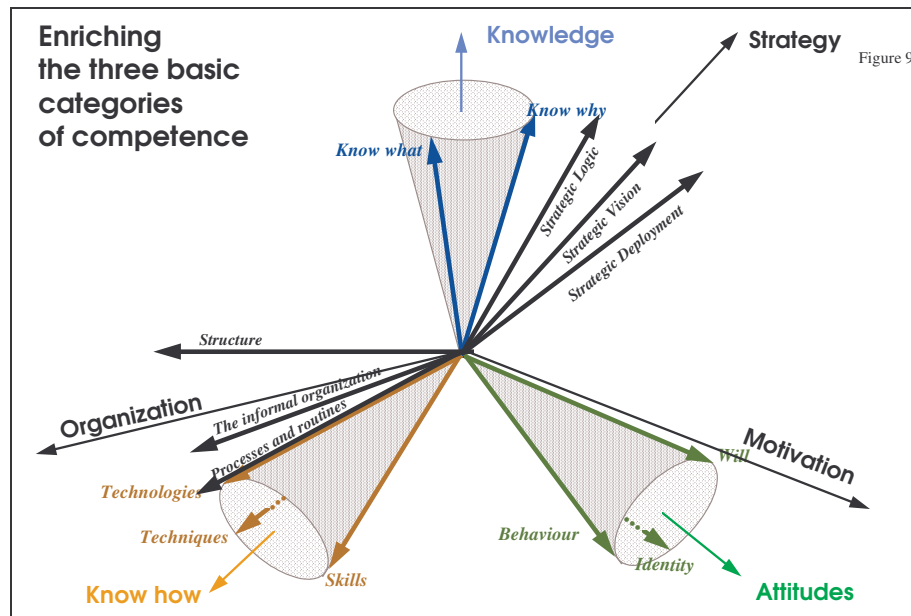 Enriching
the three basic
categories
of competence
Knowledge
Strategy
Figure 9
Know why
Know what
Strategic Logic
Strategic Vision
Strategic Deployment
Structure
Organization
The informal organization
Processes and routines
Motivation
Will
Technologies
Techniques
Skills
Know how
Behaviour
Identity
Attitudes